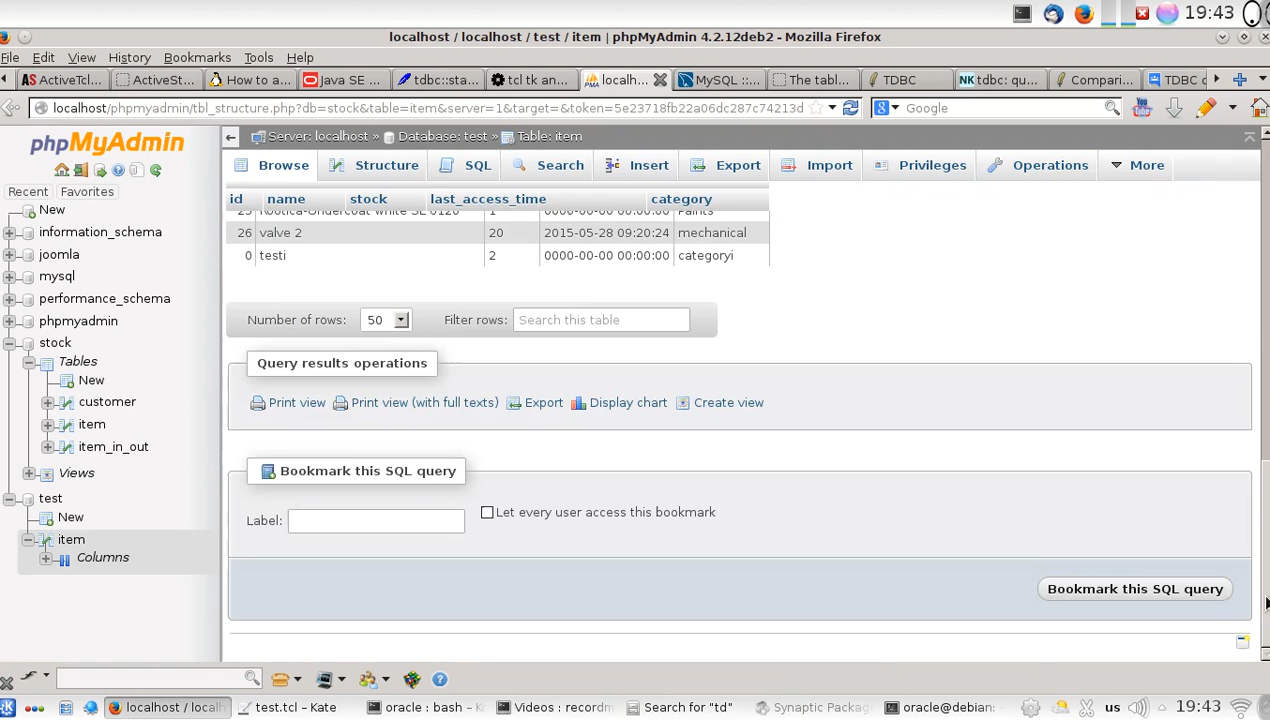 19:43
localhost / localhost / test / item | phpMyAdmin 4.2.12deb2 - Mozilla Firefox
File Edit View History Bookmarks Tools Help
ActiveTcl... ActiveSt... How to a... Java SE ... tdbc::sta... tcl tk an... localh... MySQL ::... The tabl... TDBC NK tdbc: qu... Compari... TDBC c
localhost/phpmyadmin/tbl_structure.php?db=stock&table=item&server=1&target=&token=5e23718fb22a06dc287c74213d Google
phpMyAdmin
Recent Favorites
New
information_schema
joomla
mysql
performance_schema
phpmyadmin
stock
Tables
New
customer
item
item_in_out
Views
test
New
item
Columns
Server: localhost » Database: test » Table: item
Browse Structure SQL Search Insert Export Import Privileges Operations More
id name stock last_access_time category
26 valve 2 20 2015-05-28 09:20:24 mechanical
0 testi 2 0000-00-00 00:00:00 categoryi
Number of rows: 50 Filter rows: Search this table
Query results operations
Print view Print view (with full texts) Export Display chart Create view
Bookmark this SQL query
Label: Let every user access this bookmark
Bookmark this SQL query
localhost / localh test.tcl – Kate oracle : bash – K Videos : recordm Search for "td" Synaptic Packag oracle@debian: us 19:43